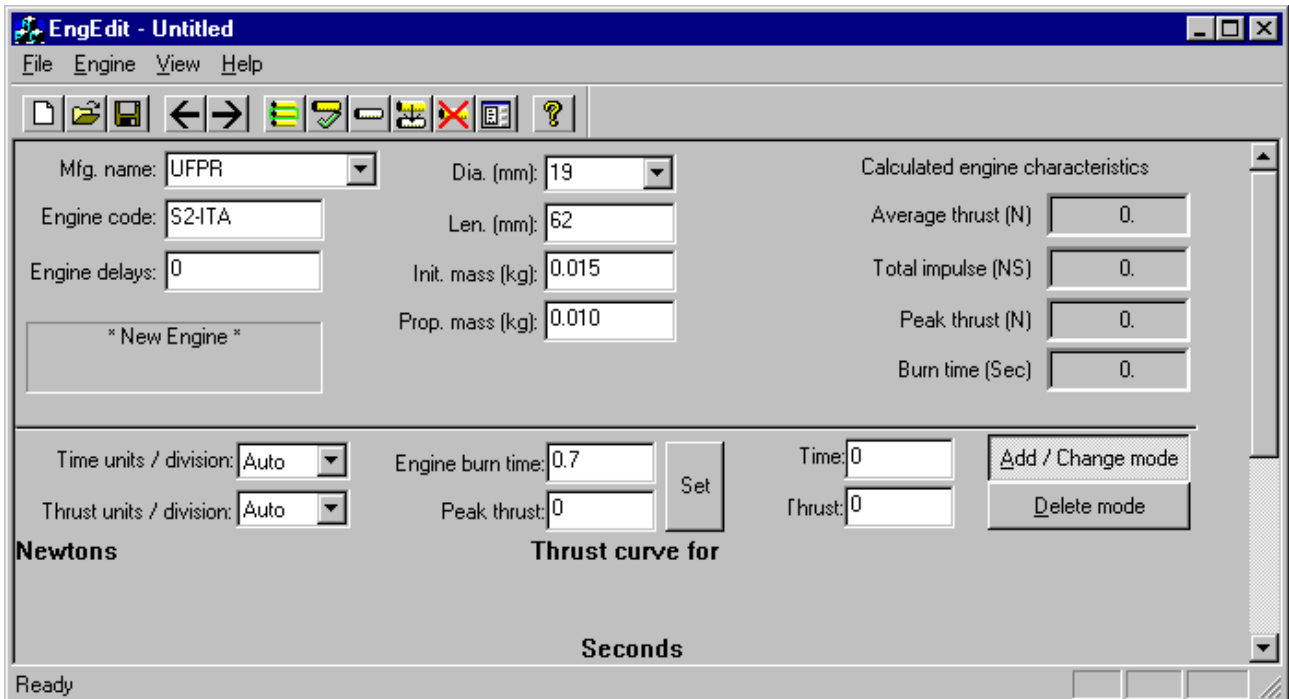 EngEdit - Untitled
File Engine View Help
Mfg. name: UFPR
Engine code: S2-ITA
Engine delays: 0
* New Engine *
Dia. (mm): 19
Len. (mm): 62
Init. mass (kg): 0.015
Prop. mass (kg): 0.010
Calculated engine characteristics
Average thrust (N) 0.
Total impulse (NS) 0.
Peak thrust (N) 0.
Burn time (Sec) 0.
Time units / division: Auto
Thrust units / division: Auto
Engine burn time: 0.7
Peak thrust: 0
Set
Time: 0
Thrust: 0
Add / Change mode
Delete mode
Newtons
Thrust curve for
Seconds
Ready